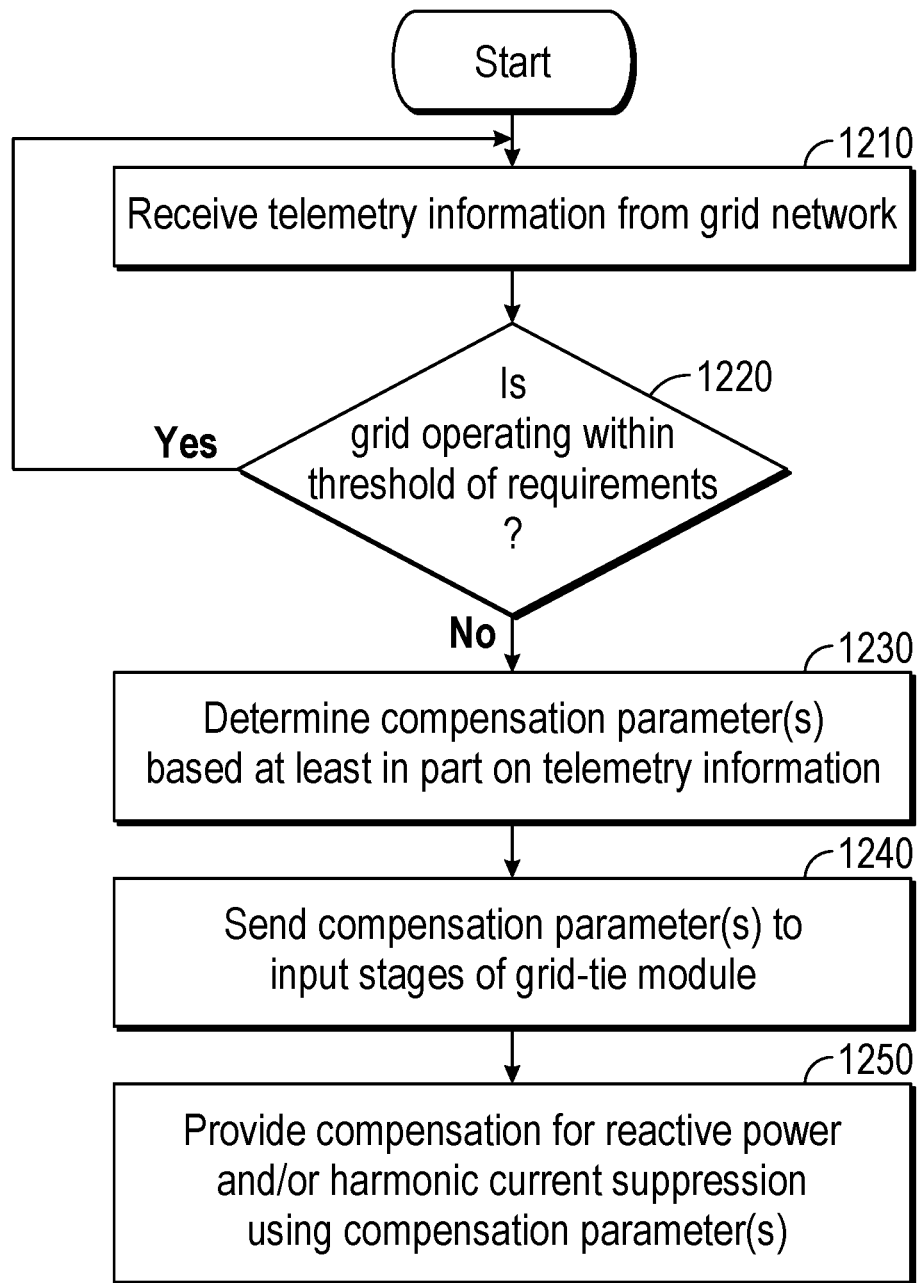 Start
1210
Receive telemetry information from grid network
1220
Is
grid operating within
threshold of requirements
?
Yes
No
1230
Determine compensation parameter(s)
based at least in part on telemetry information
1240
Send compensation parameter(s) to
input stages of grid-tie module
1250
Provide compensation for reactive power
and/or harmonic current suppression
using compensation parameter(s)